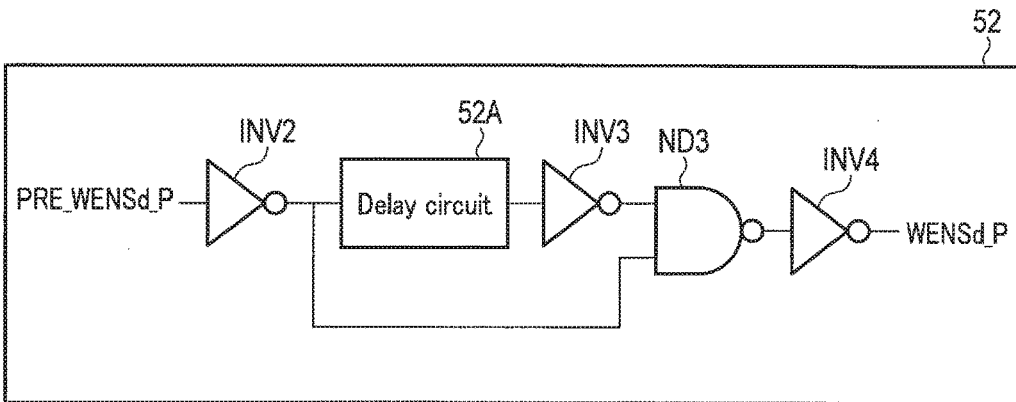 52
52A
INV2
INV3
ND3
INV4
PRE_WENSd_P
Delay circuit
WENSd_P